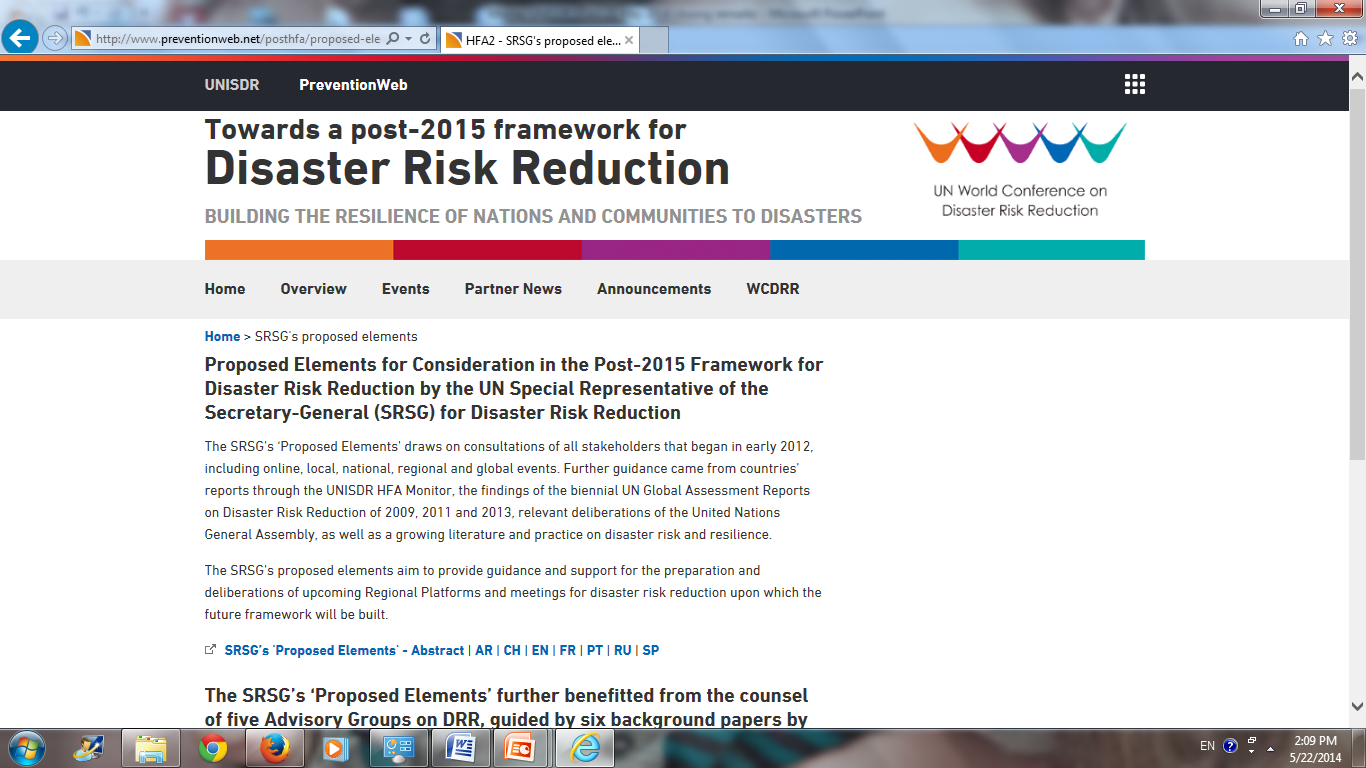 http://www.preventionweb.net/posthfa/proposed-ele
HFA2 - SRSG's proposed ele...
UNISDR PreventionWeb
Towards a post-2015 framework for
Disaster Risk Reduction
BUILDING THE RESILIENCE OF NATIONS AND COMMUNITIES TO DISASTERS
UN World Conference on
Disaster Risk Reduction
Home Overview Events Partner News Announcements WCDRR
Home > SRSG's proposed elements
Proposed Elements for Consideration in the Post-2015 Framework for
Disaster Risk Reduction by the UN Special Representative of the
Secretary-General (SRSG) for Disaster Risk Reduction
The SRSG's ‘Proposed Elements’ draws on consultations of all stakeholders that began in early 2012,
including online, local, national, regional and global events. Further guidance came from countries’
reports through the UNISDR HFA Monitor, the findings of the biennial UN Global Assessment Reports
on Disaster Risk Reduction of 2009, 2011 and 2013, relevant deliberations of the United Nations
General Assembly, as well as a growing literature and practice on disaster risk and resilience.
The SRSG's proposed elements aim to provide guidance and support for the preparation and
deliberations of upcoming Regional Platforms and meetings for disaster risk reduction upon which the
future framework will be built.
SRSG’s 'Proposed Elements' - Abstract | AR | CH | EN | FR | PT | RU | SP
The SRSG’s ‘Proposed Elements’ further benefitted from the counsel
of five Advisory Groups on DRR, guided by six background papers by
EN 2:09 PM
5/22/2014